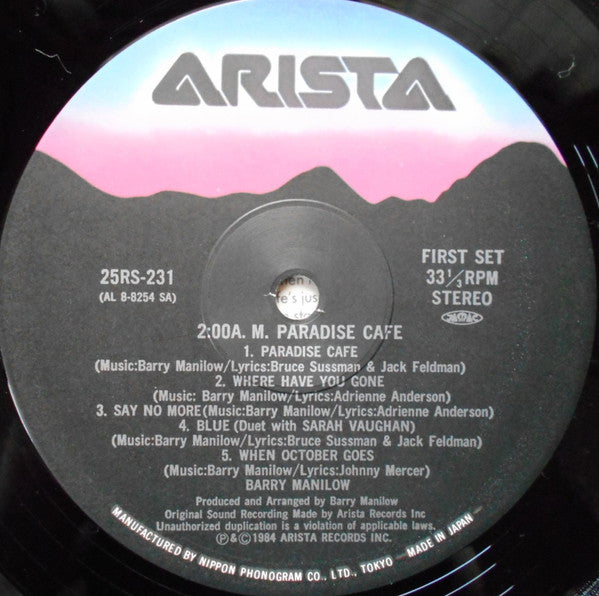 ARISTA
25RS-231
(AL 8-8254 SA)
FIRST SET
33 1/3 RPM
STEREO
2:00A. M. PARADISE CAFE
1. PARADISE CAFE
(Music:Barry Manilow/Lyrics:Bruce Sussman & Jack Feldman)
2. WHERE HAVE YOU GONE
(Music: Barry Manilow/Lyrics:Adrienne Anderson)
3. SAY NO MORE(Music:Barry Manilow/Lyrics:Adrienne Anderson)
4. BLUE (Duet with SARAH VAUGHAN)
(Music:Barry Manilow/Lyrics:Bruce Sussman & Jack Feldman)
5. WHEN OCTOBER GOES
(Music:Barry Manilow/Lyrics:Johnny Mercer)
BARRY MANILOW
Produced and Arranged by Barry Manilow
Original Sound Recording Made by Arista Records Inc
Unauthorized duplication is a violation of applicable laws.
Ⓟ&©1984 ARISTA RECORDS INC.
MANUFACTURED BY NIPPON PHONOGRAM CO., LTD., TOKYO —MADE IN JAPAN—